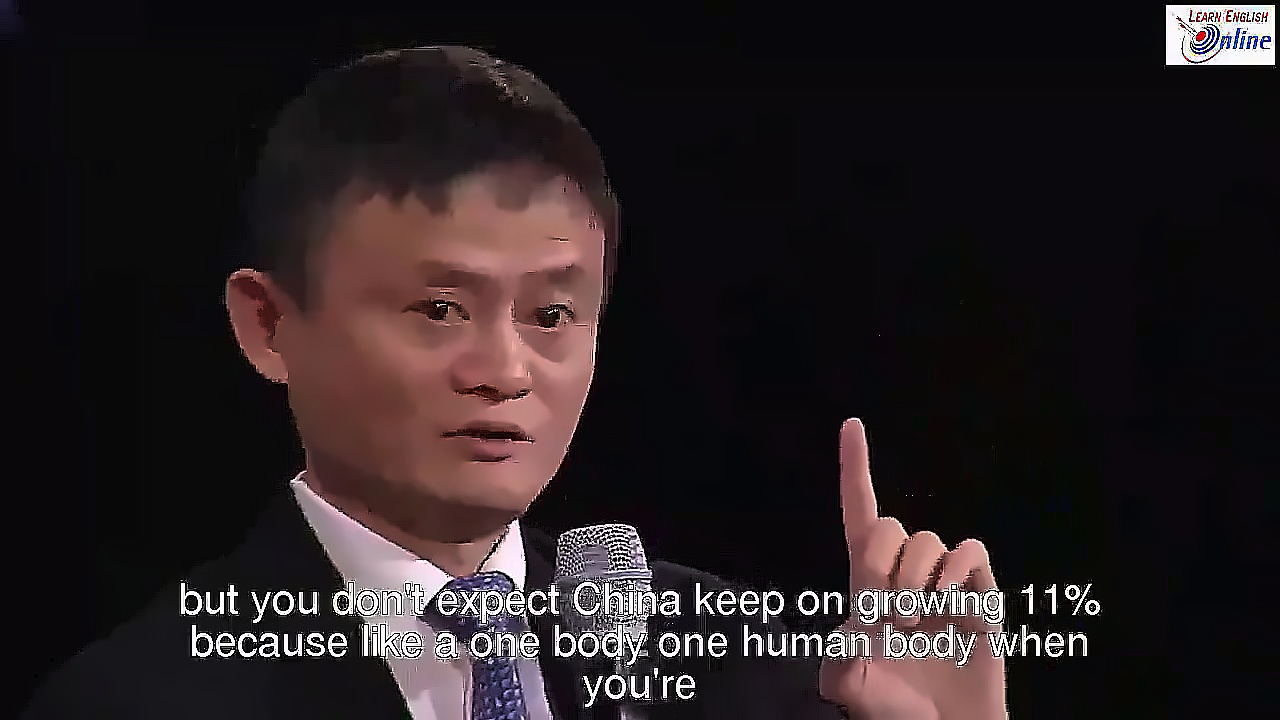 LEARN ENGLISH
Online
but you don't expect China keep on growing 11%
because like a one body one human body when
you're